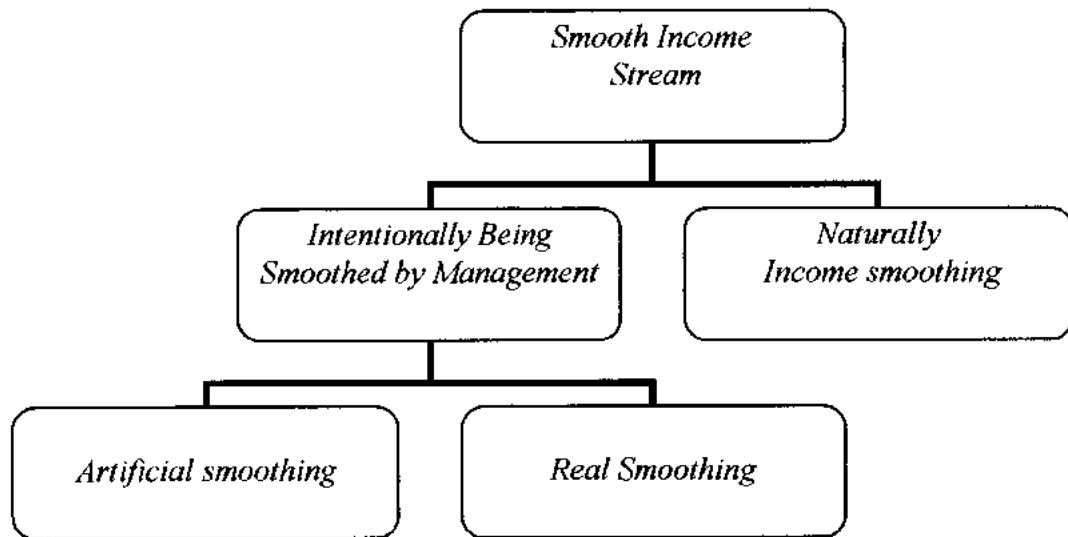 Smooth Income
Stream
Intentionally Being
Smoothed by Management
Naturally
Income smoothing
Artificial smoothing
Real Smoothing